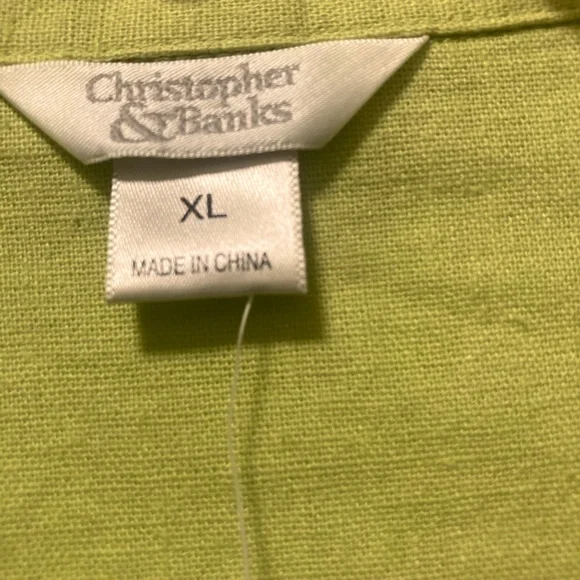 Christopher
& Banks
XL
MADE IN CHINA